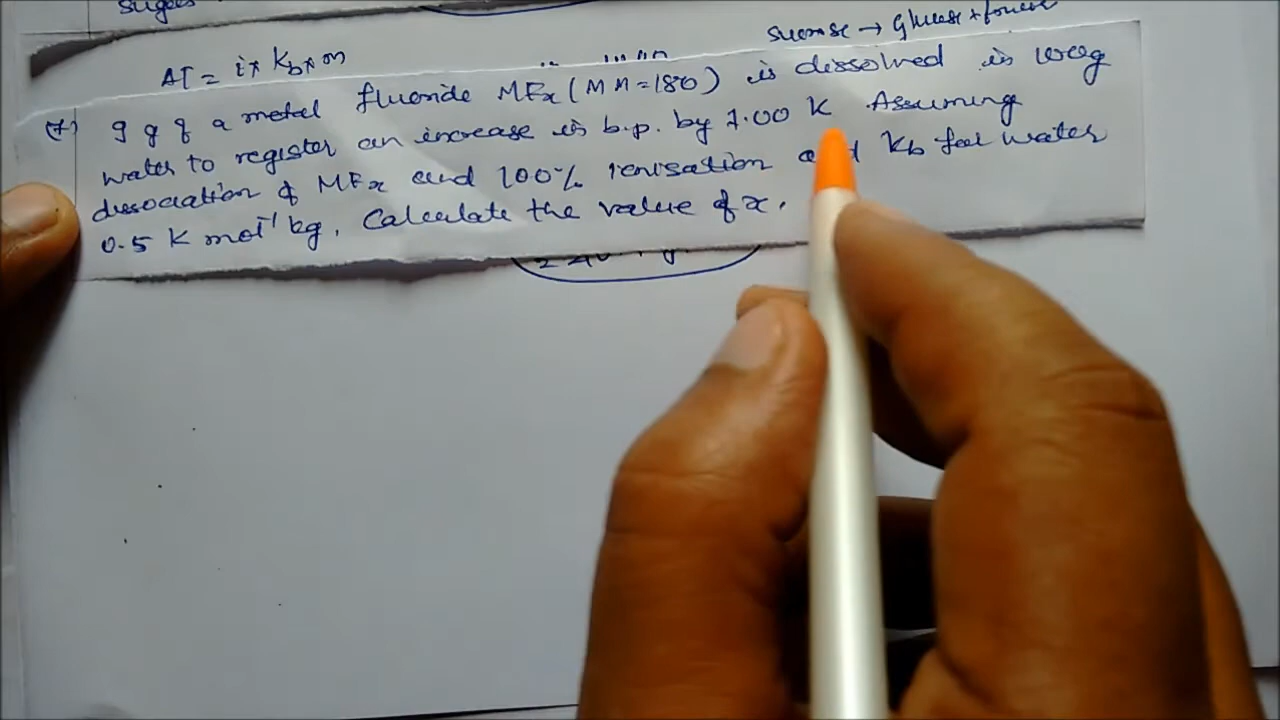 sucrose → Glucose + fructose
ΔT = i * Kb * m
(7) 9 g of a metal fluoride MFx (MM = 180) is dissolved in 100g
water to register an increase in b.p. by 1.00 K. Assuming
dissociation of MFx and 100% ionisation Kb for water
0.5 K mol⁻¹ kg. Calculate the value of x.